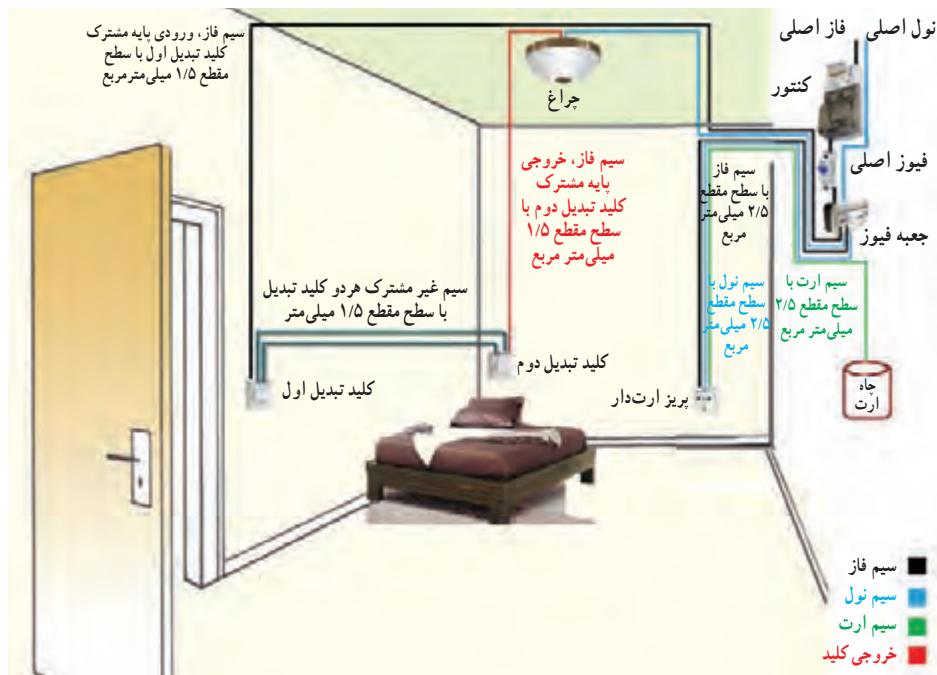 سیم فاز، ورودی پایه مشترک
کلید تبدیل اول با سطح
مقطع ۱/۵ میلی‌مترمربع
چراغ
فاز اصلی
نول اصلی
کنتور
فیوز اصلی
جعبه فیوز
سیم فاز، خروجی
پایه مشترک
کلید تبدیل دوم با
سطح مقطع ۱/۵
میلی‌متر مربع
سیم فاز
با سطح مقطع
۲/۵ میلی‌متر
مربع
سیم نول با
سطح مقطع
۲/۵ میلی‌متر
مربع
سیم ارت با
سطح مقطع ۲/۵
میلی‌متر مربع
سیم غیر مشترک هردو کلید تبدیل
با سطح مقطع ۱/۵ میلی‌متر
کلید تبدیل دوم
کلید تبدیل اول
پریز ارت‌دار
چاه
ارت
سیم فاز
سیم نول
سیم ارت
خروجی کلید